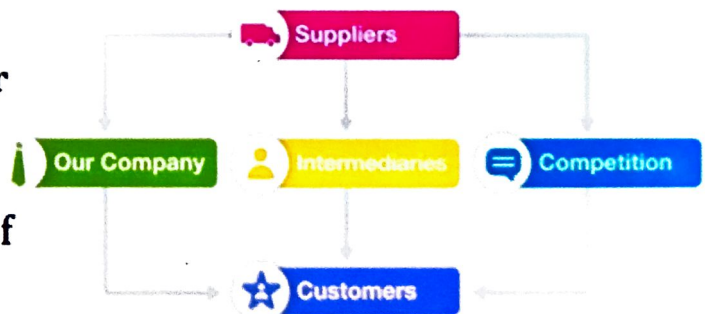 Suppliers
r
Our Company
Intermediaries
Competition
f
Customers